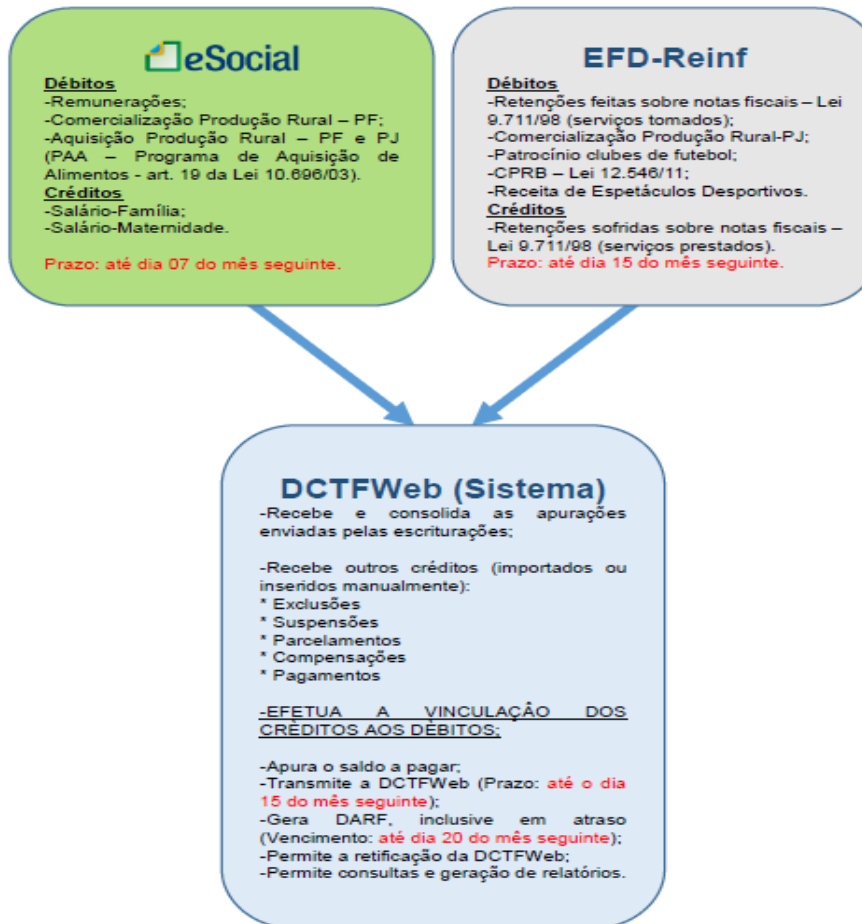 eSocial
Débitos
-Remunerações;
-Comercialização Produção Rural – PF;
-Aquisição Produção Rural – PF e PJ
(PAA – Programa de Aquisição de
Alimentos - art. 19 da Lei 10.696/03).
Créditos
-Salário-Família;
-Salário-Maternidade.
Prazo: até dia 07 do mês seguinte.
EFD-Reinf
Débitos
-Retenções feitas sobre notas fiscais – Lei
9.711/98 (serviços tomados);
-Comercialização Produção Rural-PJ;
-Patrocínio clubes de futebol;
-CPRB – Lei 12.546/11;
-Receita de Espetáculos Desportivos.
Créditos
-Retenções sofridas sobre notas fiscais –
Lei 9.711/98 (serviços prestados).
Prazo: até dia 15 do mês seguinte.
DCTFWeb (Sistema)
-Recebe e consolida as apurações
enviadas pelas escriturações;
-Recebe outros créditos (importados ou
inseridos manualmente):
* Exclusões
* Suspensões
* Parcelamentos
* Compensações
* Pagamentos
-EFETUA A VINCULAÇÃO DOS
CRÉDITOS AOS DÉBITOS;
-Apura o saldo a pagar;
-Transmite a DCTFWeb (Prazo: até o dia
15 do mês seguinte);
-Gera DARF, inclusive em atraso
(Vencimento: até dia 20 do mês seguinte);
-Permite a retificação da DCTFWeb;
-Permite consultas e geração de relatórios.